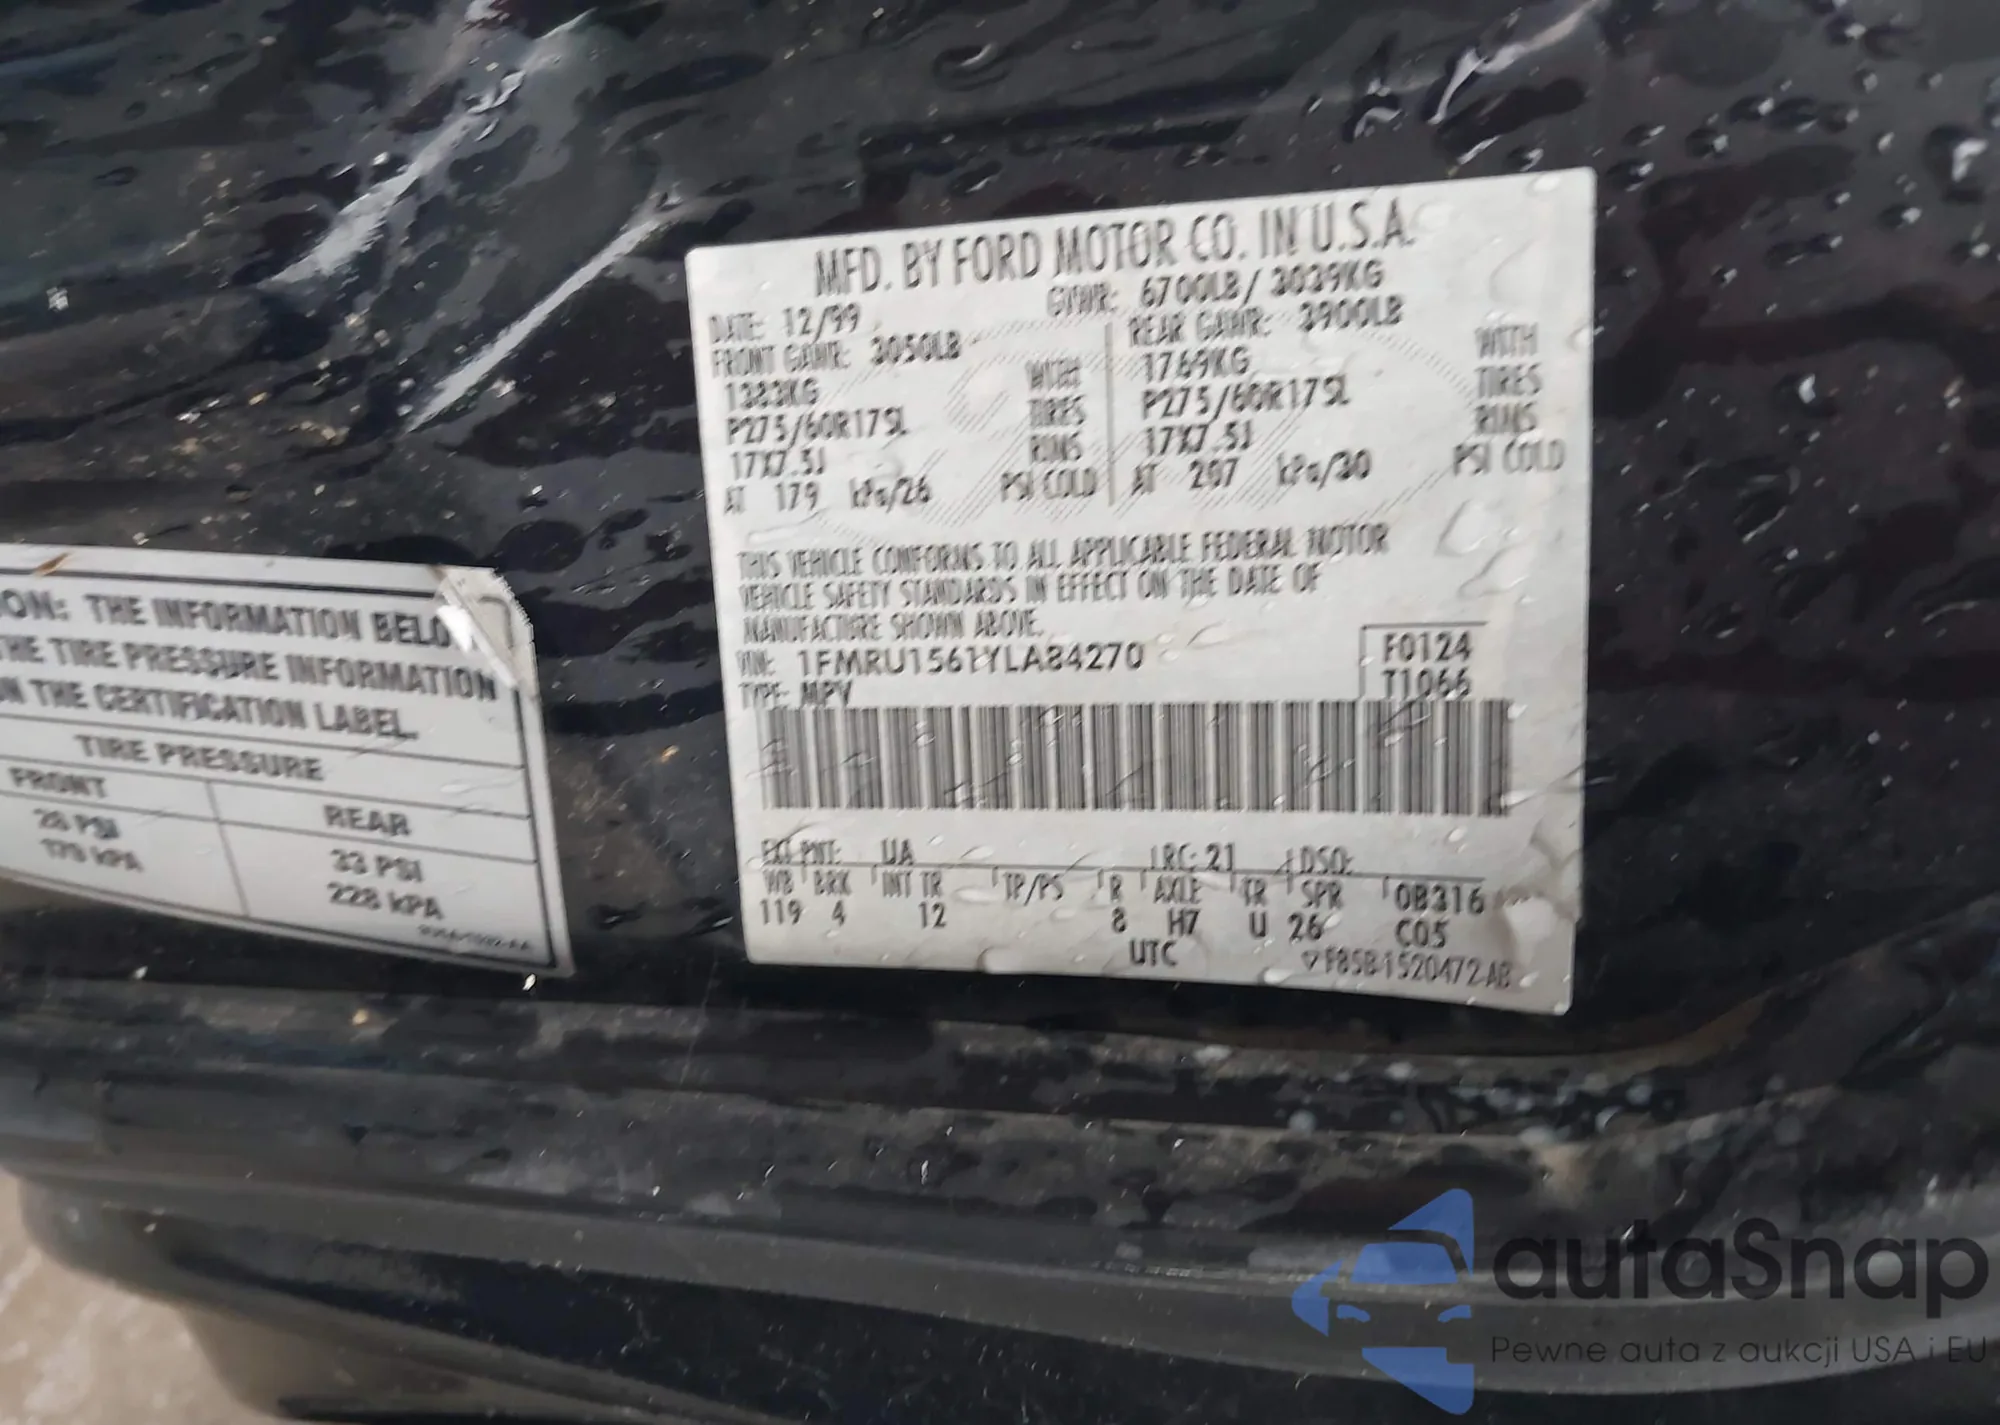 MFD. BY FORD MOTOR CO. IN U.S.A.
DATE: 12/99 GVWR: 6700LB / 3039KG
FRONT GAWR: 3050LB REAR GAWR: 3900LB
1383KG WITH 1769KG WITH
P275/60R17SL TIRES P275/60R17SL TIRES
17X7.5J RIMS 17X7.5J RIMS
AT 179 kPa/26 PSI COLD AT 207 kPa/30 PSI COLD
THIS VEHICLE CONFORMS TO ALL APPLICABLE FEDERAL MOTOR
VEHICLE SAFETY STANDARDS IN EFFECT ON THE DATE OF
MANUFACTURE SHOWN ABOVE.
VIN: 1FMRU1561YLA84270 F0124
TYPE: MPV T1066
EXT PNT: UA RC: 21 DSO:
WB BRK INT TR TP/PS R AXLE TR SPR 0B316
119 4 12 8 H7 U 26 C05
UTC F85B-1520472-AB
ON: THE INFORMATION BELO
THE TIRE PRESSURE INFORMATION
ON THE CERTIFICATION LABEL.
TIRE PRESSURE
FRONT REAR
26 PSI 33 PSI
179 kPA 228 kPA
autaSnap
Pewne auta z aukcji USA i EU